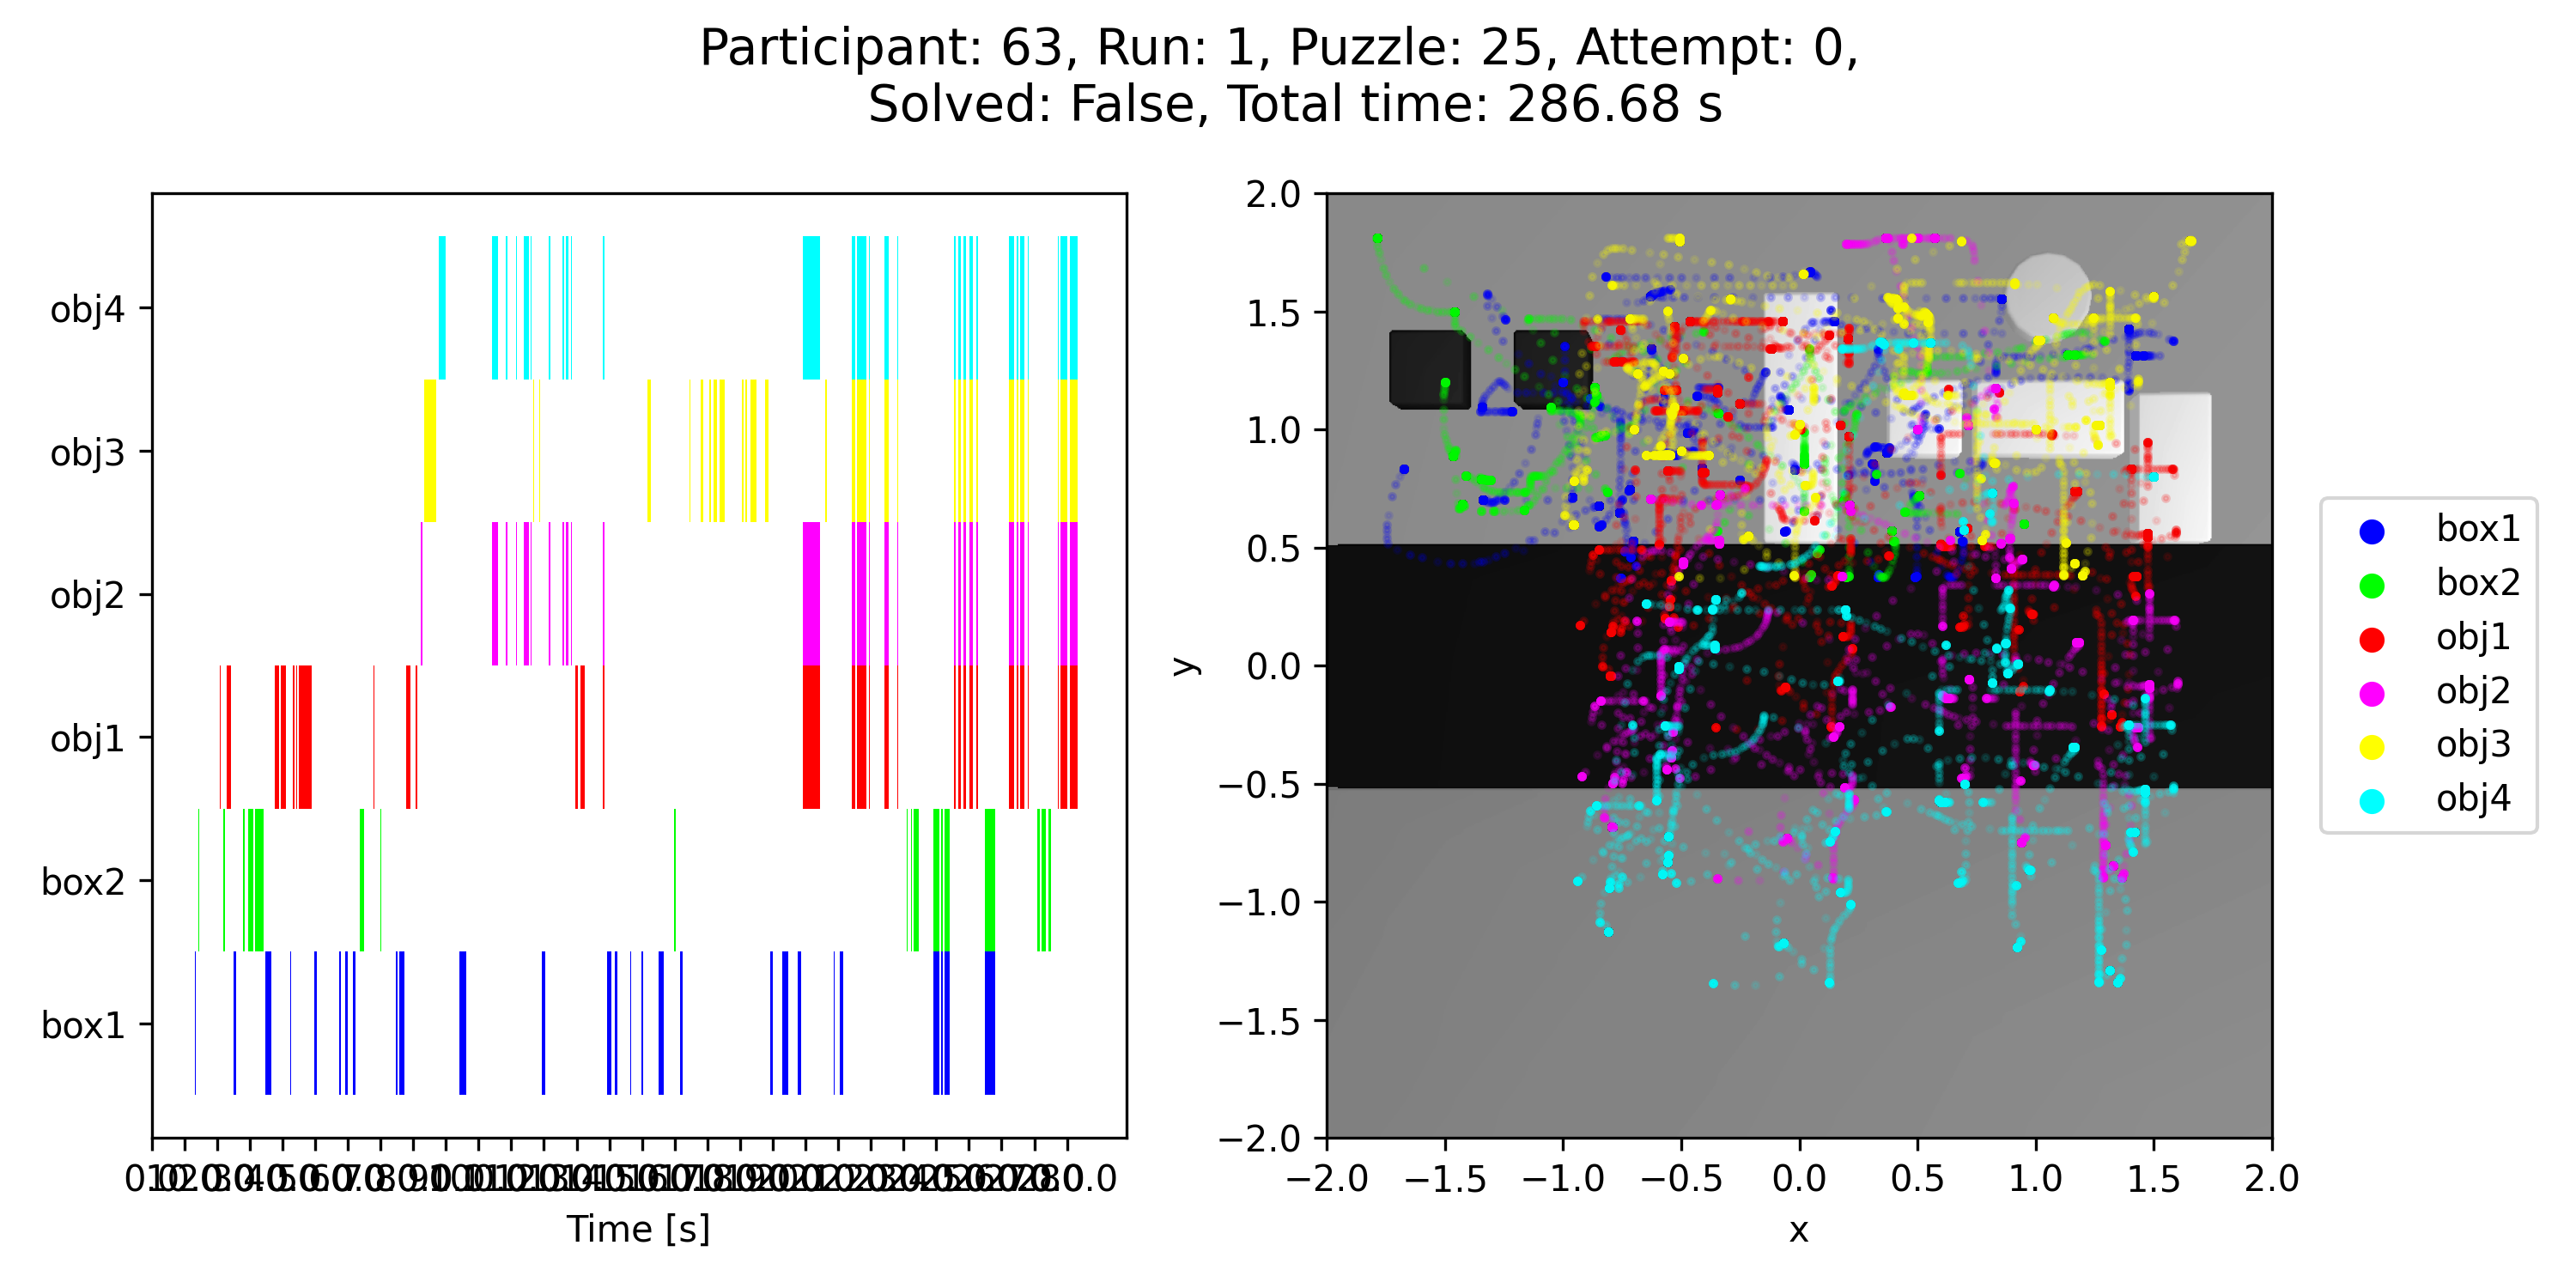 Participant: 63, Run: 1, Puzzle: 25, Attempt: 0,
Solved: False, Total time: 286.68 s
obj4
obj3
obj2
obj1
box2
box1
Time [s]
2.0
1.5
1.0
0.5
0.0
−0.5
−1.0
−1.5
−2.0
y
−2.0 −1.5 −1.0 −0.5 0.0 0.5 1.0 1.5 2.0
x
box1
box2
obj1
obj2
obj3
obj4